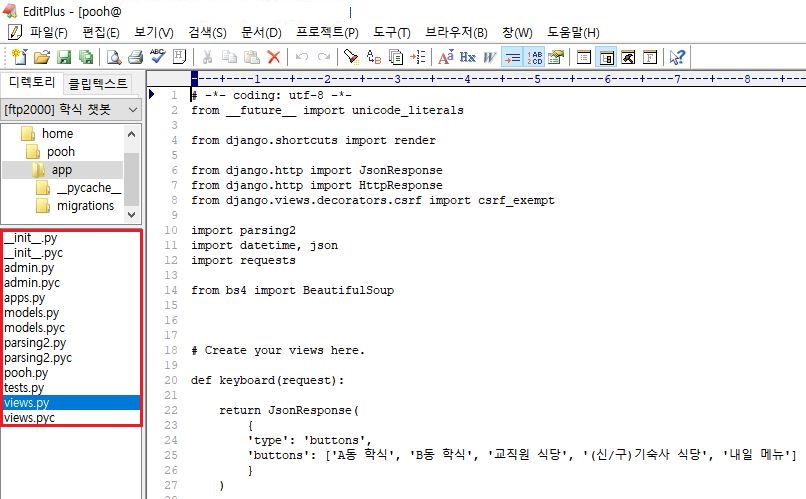 EditPlus - [pooh@
파일(F) 편집(E) 보기(V) 검색(S) 문서(D) 프로젝트(P) 도구(T) 브라우저(B) 창(W) 도움말(H)
디렉토리 클립텍스트
[ftp2000] 학식 챗봇
home
pooh
app
__pycache__
migrations
__init__.py
__init__.pyc
admin.py
admin.pyc
apps.py
models.py
models.pyc
parsing2.py
parsing2.pyc
pooh.py
tests.py
views.py
views.pyc
----+----1----+----2----+----3----+----4----+----5----+----6----+----7----+----8----+--
1 # -*- coding: utf-8 -*-
2 from __future__ import unicode_literals
3
4 from django.shortcuts import render
5
6 from django.http import JsonResponse
7 from django.http import HttpResponse
8 from django.views.decorators.csrf import csrf_exempt
9
10 import parsing2
11 import datetime, json
12 import requests
13
14 from bs4 import BeautifulSoup
15
16
17
18 # Create your views here.
19
20 def keyboard(request):
21
22 return JsonResponse(
23 {
24 'type': 'buttons',
25 'buttons': ['A동 학식', 'B동 학식', '교직원 식당', '(신/구)기숙사 식당', '내일 메뉴']
26 }
27 )